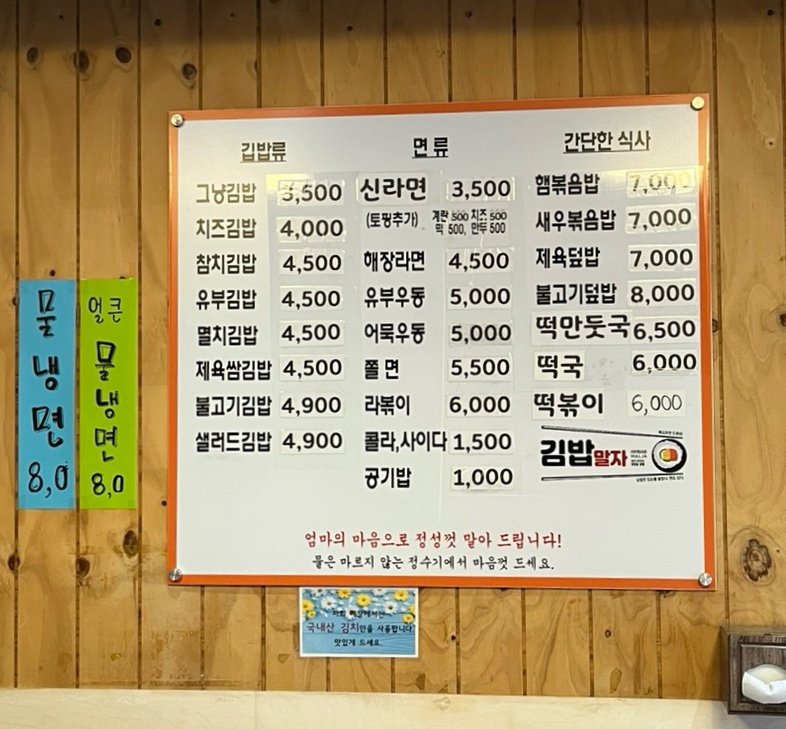 김밥류
그냥김밥 3,500
치즈김밥 4,000
참치김밥 4,500
유부김밥 4,500
멸치김밥 4,500
제육쌈김밥 4,500
불고기김밥 4,900
샐러드김밥 4,900
면류
신라면 3,500
(토핑추가) 계란 500 치즈 500
떡 500, 만두 500
해장라면 4,500
유부우동 5,000
어묵우동 5,000
쫄면 5,500
라볶이 6,000
콜라,사이다 1,500
공기밥 1,000
간단한 식사
햄볶음밥 7,000
새우볶음밥 7,000
제육덮밥 7,000
불고기덮밥 8,000
떡만둣국 6,500
떡국 6,000
떡볶이 6,000
김밥말자
엄마의 마음으로 정성껏 말아 드립니다!
물은 마르지 않는 정수기에서 마음껏 드세요.
물냉면 8,0
얼큰물냉면 8,0
저희 매장에서는
국내산 김치만을 사용합니다.
맛있게 드세요.